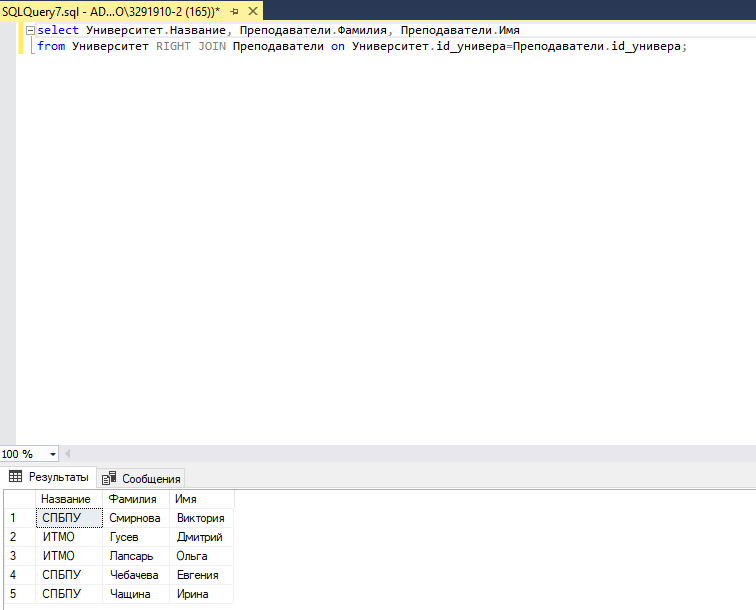 SQLQuery7.sql - AD...O\3291910-2 (165))*
select Университет.Название, Преподаватели.Фамилия, Преподаватели.Имя
from Университет RIGHT JOIN Преподаватели on Университет.id_универа=Преподаватели.id_универа;
100 %
Результаты Сообщения
Название Фамилия Имя
1 СПБПУ Смирнова Виктория
2 ИТМО Гусев Дмитрий
3 ИТМО Лапсарь Ольга
4 СПБПУ Чебачева Евгения
5 СПБПУ Чащина Ирина